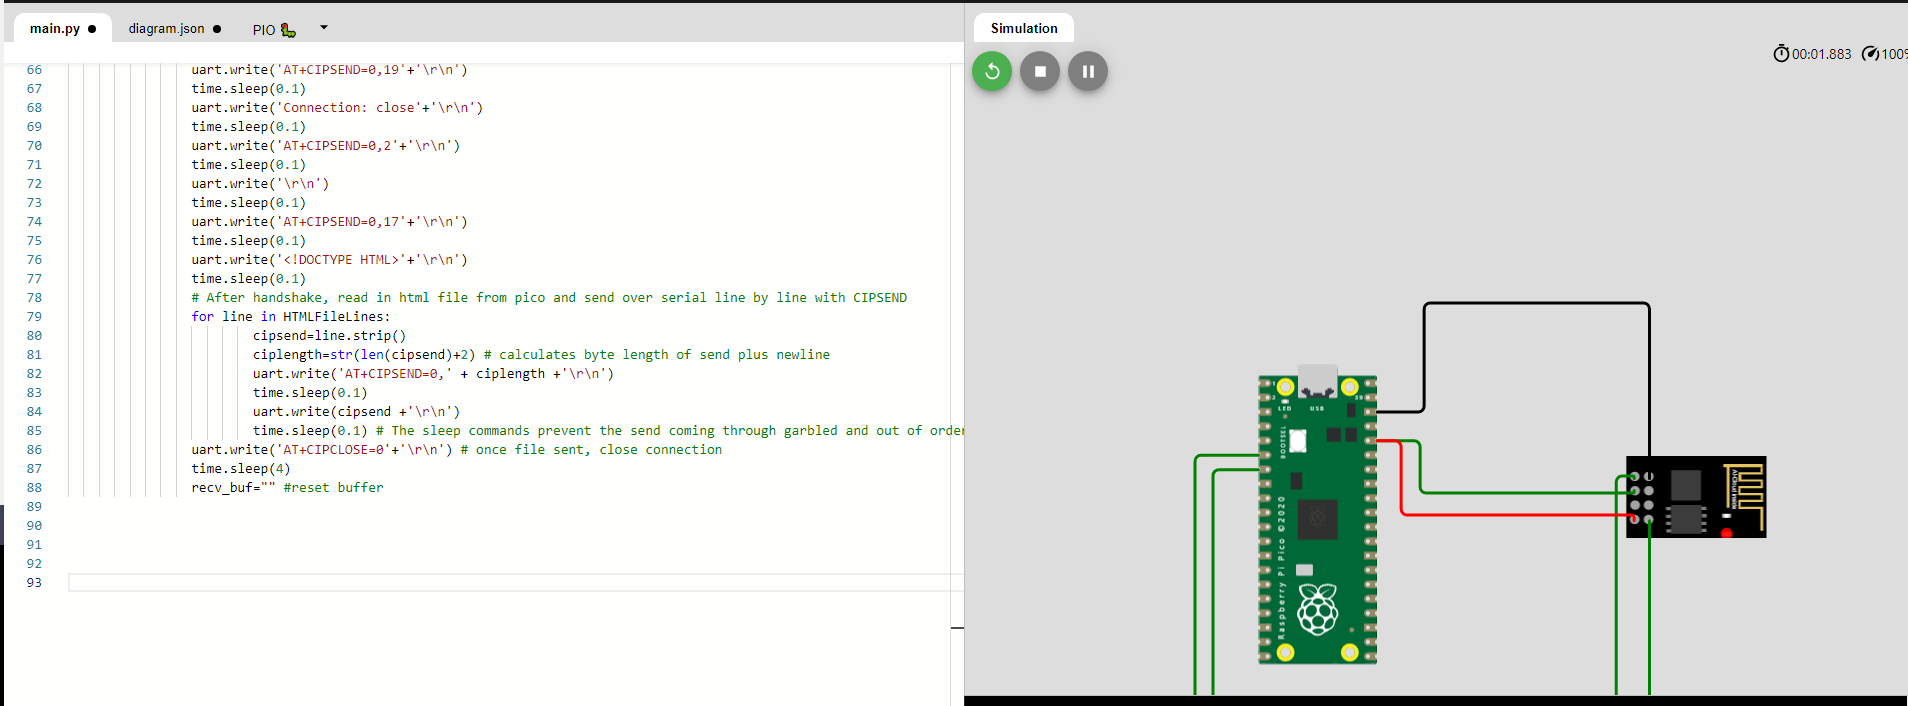 main.py ●
diagram.json ●
PIO
Simulation
00:01.883
100%
66 uart.write('AT+CIPSEND=0,19'+'\r\n')
67 time.sleep(0.1)
68 uart.write('Connection: close'+'\r\n')
69 time.sleep(0.1)
70 uart.write('AT+CIPSEND=0,2'+'\r\n')
71 time.sleep(0.1)
72 uart.write('\r\n')
73 time.sleep(0.1)
74 uart.write('AT+CIPSEND=0,17'+'\r\n')
75 time.sleep(0.1)
76 uart.write('<!DOCTYPE HTML>'+'\r\n')
77 time.sleep(0.1)
78 # After handshake, read in html file from pico and send over serial line by line with CIPSEND
79 for line in HTMLFileLines:
80 cipsend=line.strip()
81 ciplength=str(len(cipsend)+2) # calculates byte length of send plus newline
82 uart.write('AT+CIPSEND=0,' + ciplength +'\r\n')
83 time.sleep(0.1)
84 uart.write(cipsend +'\r\n')
85 time.sleep(0.1) # The sleep commands prevent the send coming through garbled and out of order
86 uart.write('AT+CIPCLOSE=0'+'\r\n') # once file sent, close connection
87 time.sleep(4)
88 recv_buf="" #reset buffer
89
90
91
92
93
LED
USB
BOOTSEL
Raspberry Pi Pico ©2020